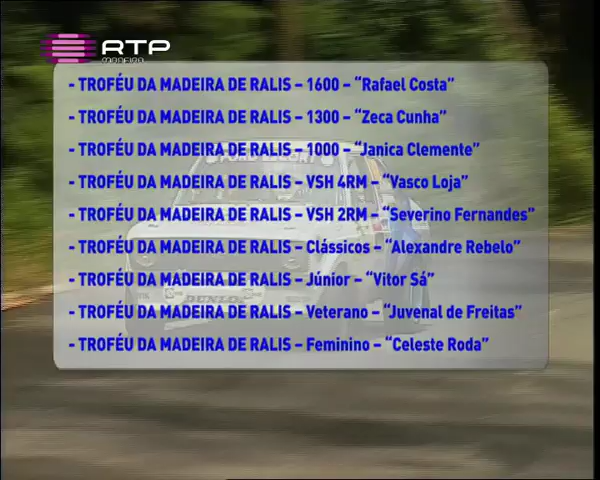 RTP
MADEIRA
- TROFÉU DA MADEIRA DE RALIS – 1600 – “Rafael Costa”
- TROFÉU DA MADEIRA DE RALIS – 1300 – “Zeca Cunha”
- TROFÉU DA MADEIRA DE RALIS – 1000 – “Janica Clemente”
FORD ESCORT
- TROFÉU DA MADEIRA DE RALIS – VSH 4RM – “Vasco Loja”
- TROFÉU DA MADEIRA DE RALIS – VSH 2RM – “Severino Fernandes”
- TROFÉU DA MADEIRA DE RALIS – Clássicos – “Alexandre Rebelo”
- TROFÉU DA MADEIRA DE RALIS – Júnior – “Vitor Sá”
DUNLOP
- TROFÉU DA MADEIRA DE RALIS – Veterano – “Juvenal de Freitas”
- TROFÉU DA MADEIRA DE RALIS – Feminino – “Celeste Roda”